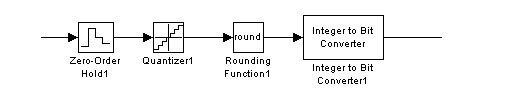 round
Integer to Bit
Converter
Zero-Order
Hold1
Quantizer1
Rounding
Function1
Integer to Bit
Converter1